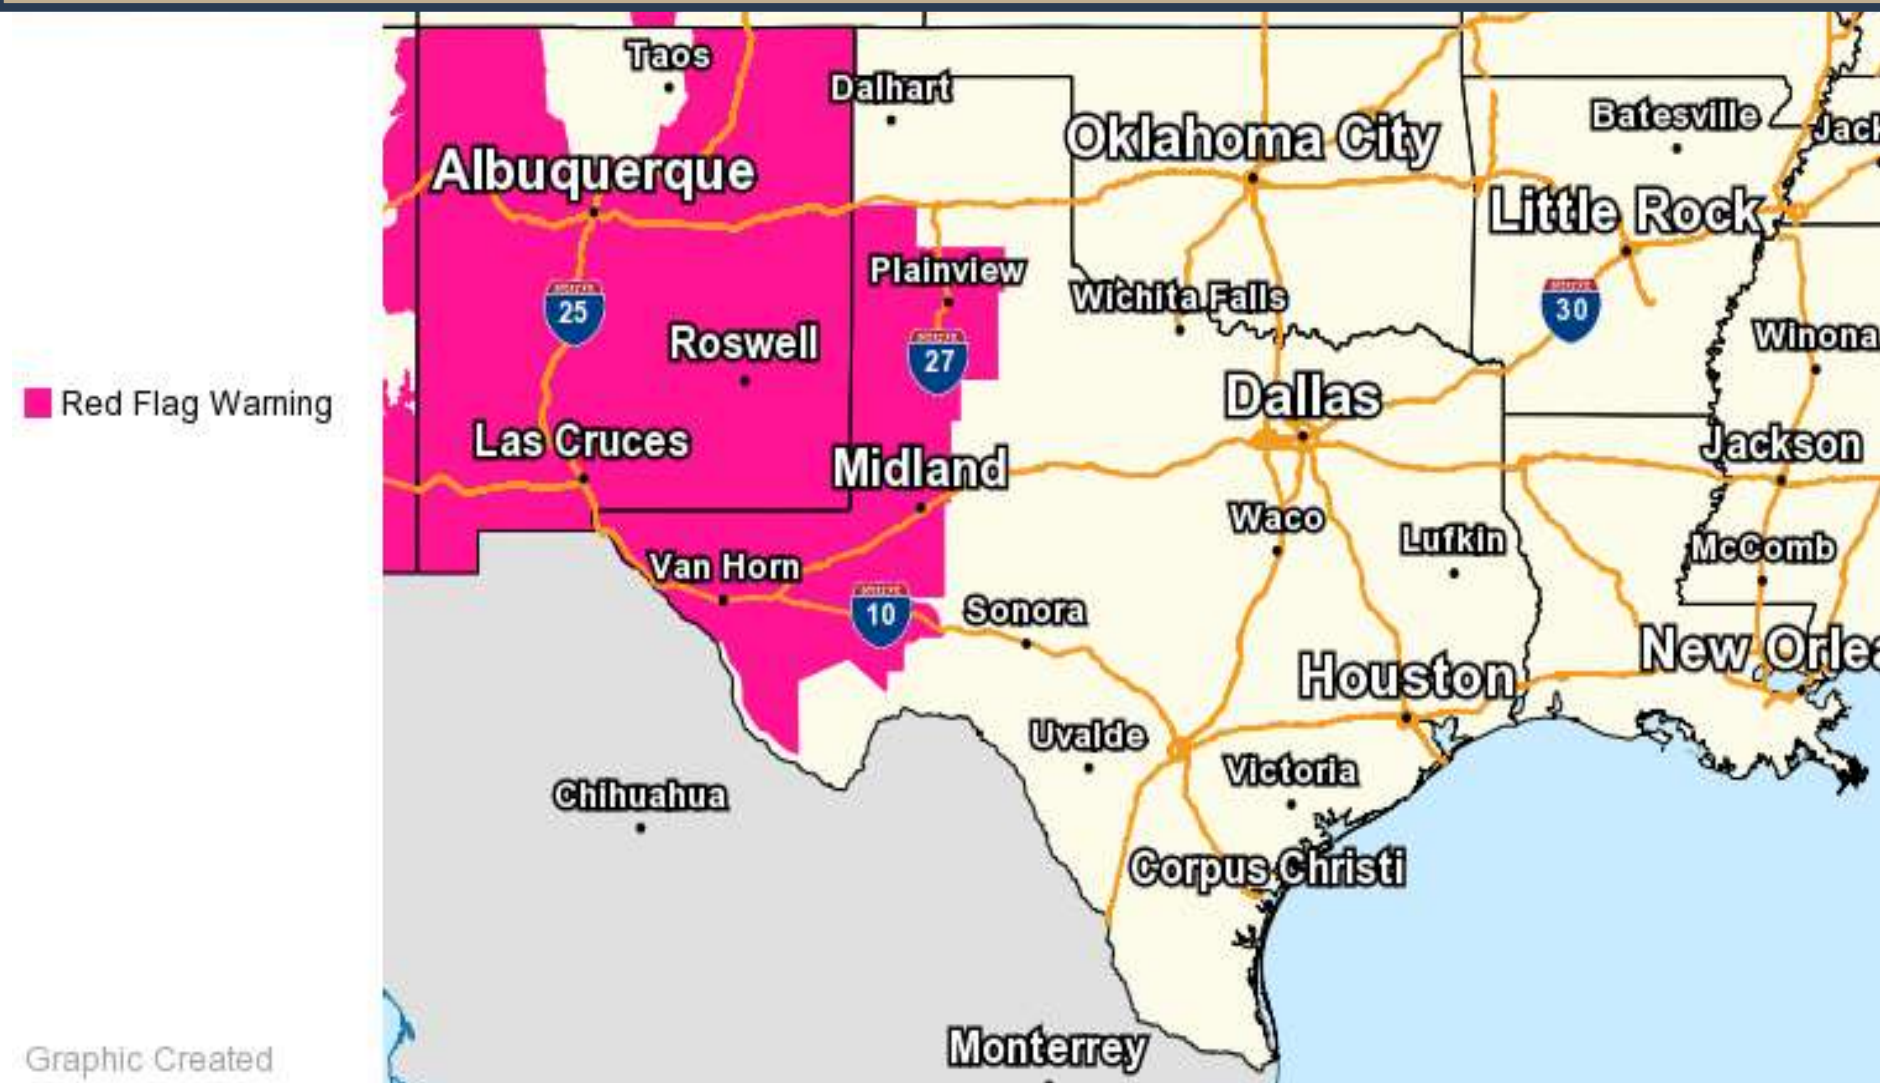 Taos
Dalhart
Batesville
Oklahoma City
Albuquerque
Little Rock
Plainview
Wichita Falls
25
30
Roswell
27
Winona
Red Flag Warning
Dallas
Las Cruces
Midland
Jackson
Waco
Lufkin
McComb
Van Horn
10
Sonora
New Orlea
Houston
Uvalde
Victoria
Chihuahua
Corpus Christi
Monterrey
Graphic Created